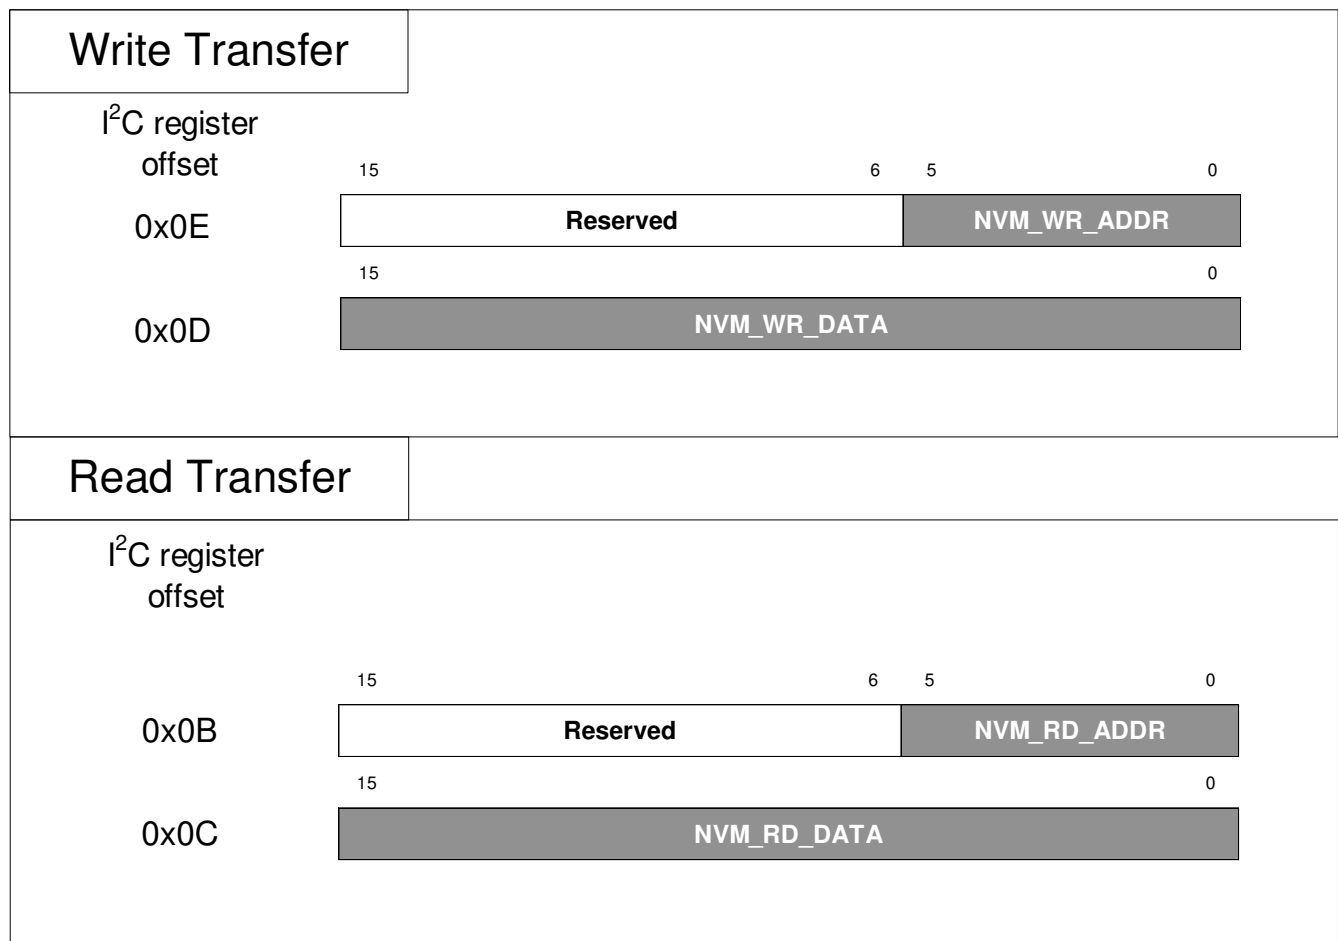 Write Transfer
I²C register
offset
15 6 5 0
0x0E Reserved NVM_WR_ADDR
15 0
0x0D NVM_WR_DATA
Read Transfer
I²C register
offset
15 6 5 0
0x0B Reserved NVM_RD_ADDR
15 0
0x0C NVM_RD_DATA